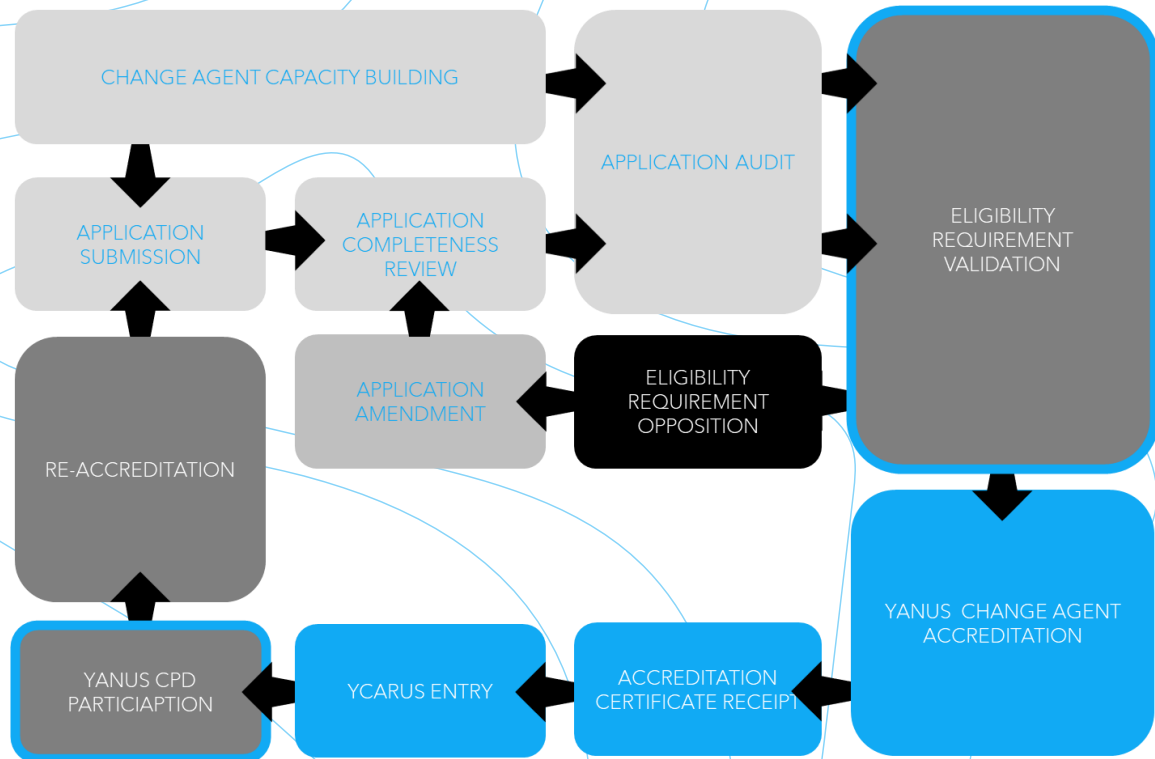 CHANGE AGENT CAPACITY BUILDING
APPLICATION AUDIT
ELIGIBILITY
REQUIREMENT
VALIDATION
APPLICATION
SUBMISSION
APPLICATION
COMPLETENESS
REVIEW
APPLICATION
AMENDMENT
ELIGIBILITY
REQUIREMENT
OPPOSITION
RE-ACCREDITATION
YANUS  CHANGE AGENT
ACCREDITATION
YANUS CPD
PARTICIAPTION
YCARUS ENTRY
ACCREDITATION
CERTIFICATE RECEIPT